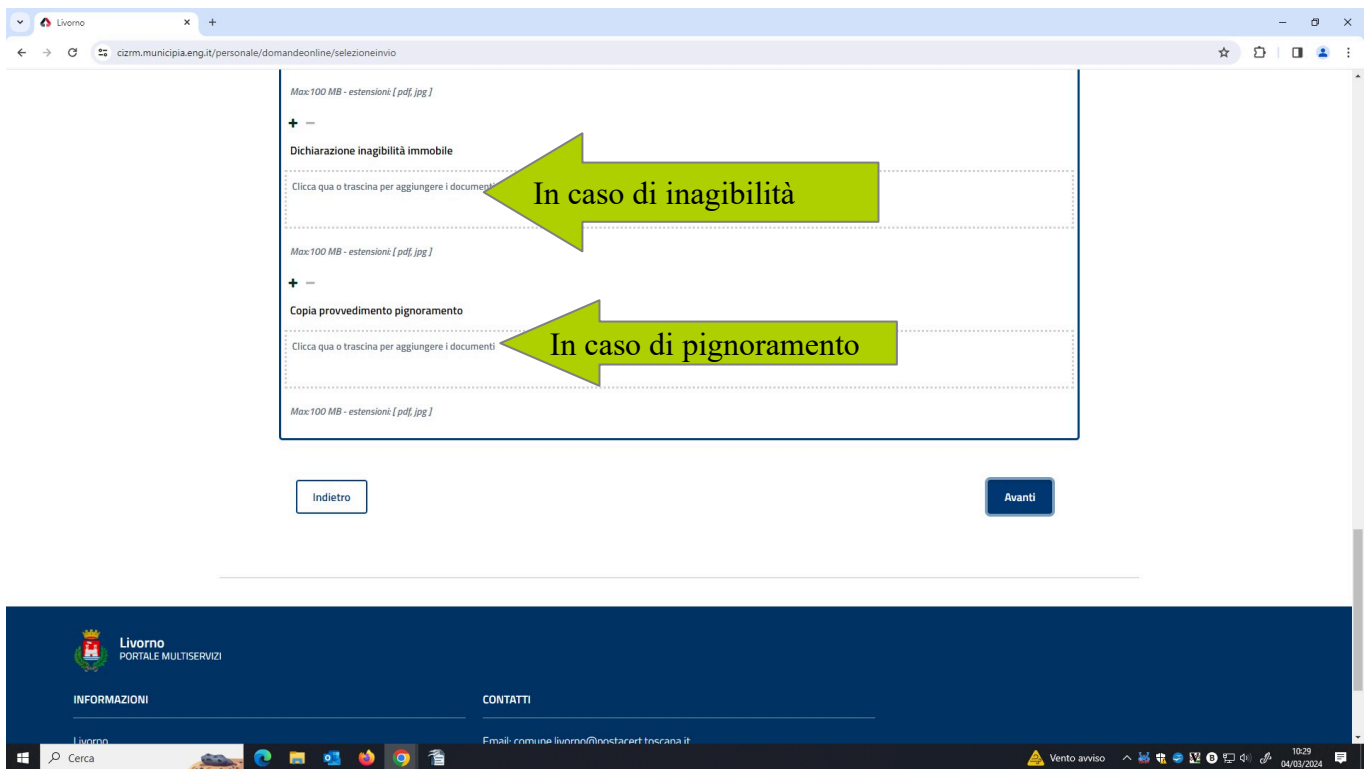 Livorno
cizrm.municipia.eng.it/personale/domandeonline/selezioneinvio
Max:100 MB - estensioni: [ pdf, jpg ]
+ −
Dichiarazione inagibilità immobile
Clicca qua o trascina per aggiungere i documenti
In caso di inagibilità
Max:100 MB - estensioni: [ pdf, jpg ]
+ −
Copia provvedimento pignoramento
Clicca qua o trascina per aggiungere i documenti
In caso di pignoramento
Max:100 MB - estensioni: [ pdf, jpg ]
Indietro
Avanti
Livorno
PORTALE MULTISERVIZI
INFORMAZIONI
CONTATTI
Livorno
Email: comune.livorno@postacert.toscana.it
Cerca
Vento avviso
10:29
04/03/2024